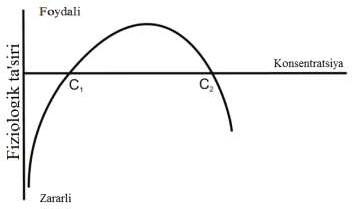 Foydali
Fiziologik ta'siri
Konsentratsiya
C1
C2
Zararli